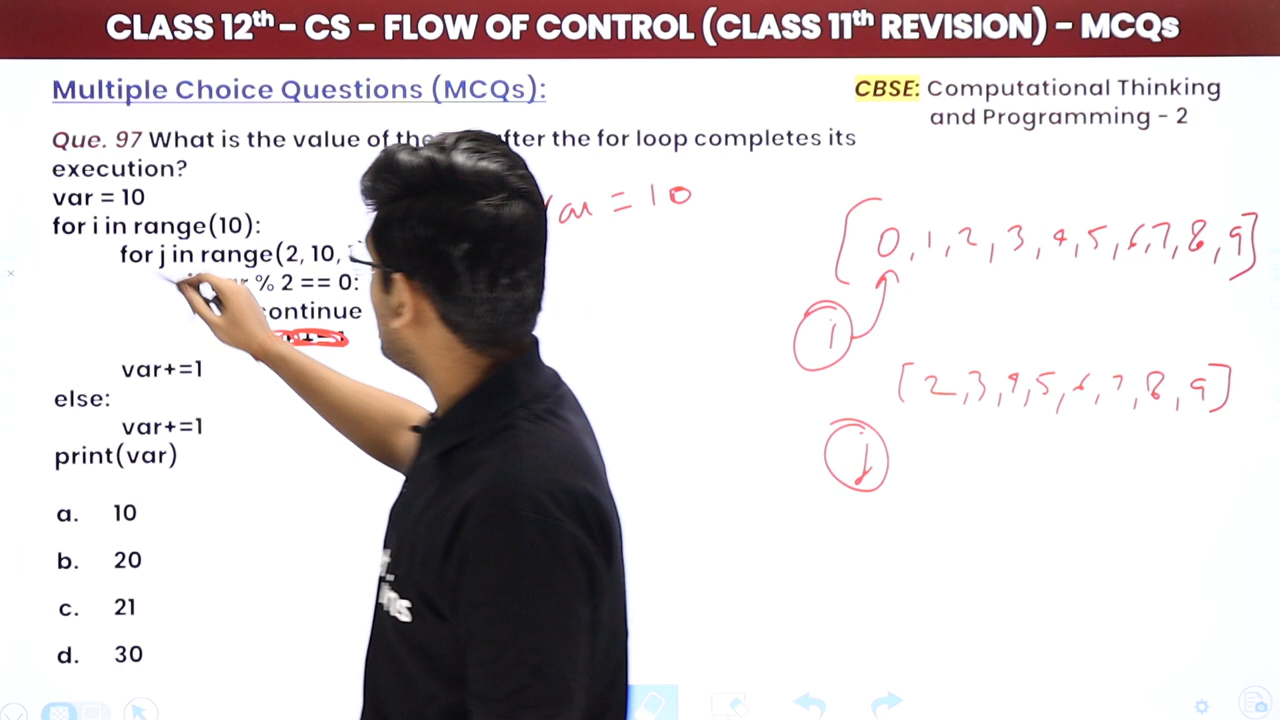 CLASS 12th - CS - FLOW OF CONTROL (CLASS 11th REVISION) - MCQs
Multiple Choice Questions (MCQs):
CBSE: Computational Thinking
and Programming - 2
Que. 97 What is the value of the after the for loop completes its
execution?
var = 10
for i in range(10):
for j in range(2, 10,
% 2 == 0:
continue
var+=1
else:
var+=1
print(var)
a. 10
b. 20
c. 21
d. 30
var = 10
[0, 1, 2, 3, 4, 5, 6, 7, 8, 9]
i
[2, 3, 4, 5, 6, 7, 8, 9]
j